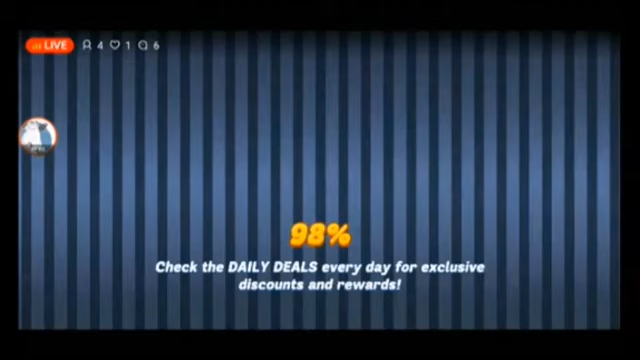 LIVE 4 1 6
98%
Check the DAILY DEALS every day for exclusive
discounts and rewards!